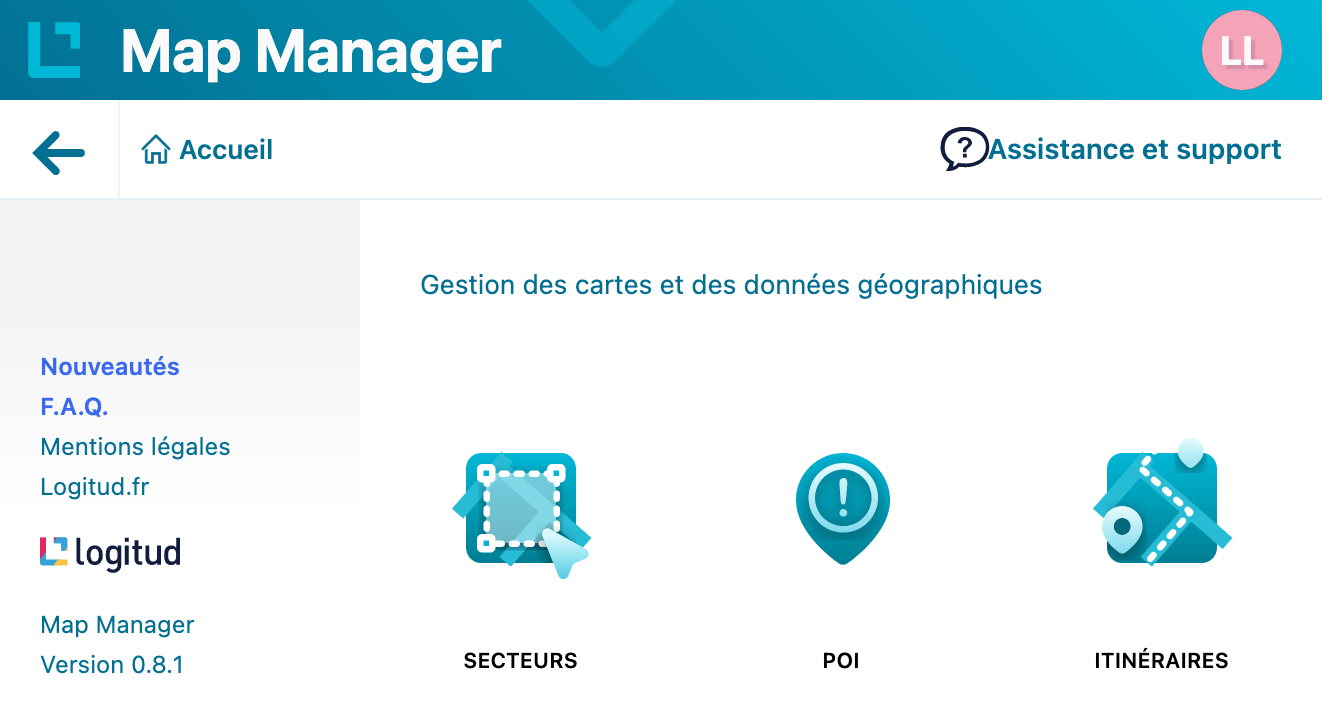 Map Manager
LL
Accueil
Assistance et support
Gestion des cartes et des données géographiques
Nouveautés
F.A.Q.
Mentions légales
Logitud.fr
logitud
Map Manager
Version 0.8.1
SECTEURS
POI
ITINÉRAIRES